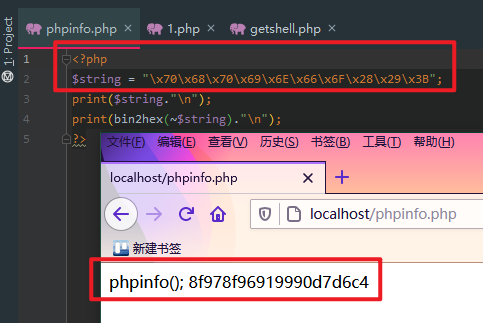 1: Project
phpinfo.php × 1.php × getshell.php ×
1 <?php
2 $string = "\x70\x68\x70\x69\x6E\x66\x6F\x28\x29\x3B";
3 print($string."\n");
4 print(bin2hex(~$string)."\n");
5 ?>
文件(F) 编辑(E) 查看(V) 历史(S) 书签(B) 工具(T) 帮助(H)
localhost/phpinfo.php × +
localhost/phpinfo.php
新建书签
phpinfo(); 8f978f96919990d7d6c4